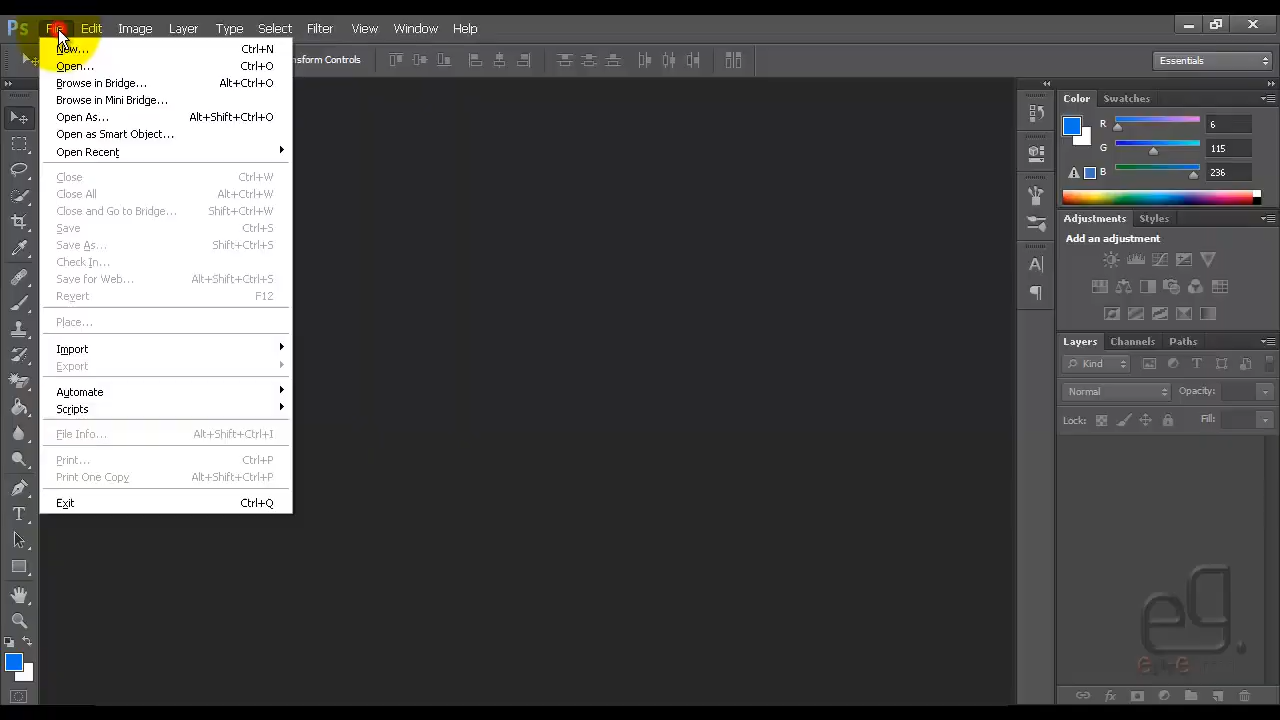 Ps File Edit Image Layer Type Select Filter View Window Help
nsform Controls
Essentials
New... Ctrl+N
Open... Ctrl+O
Browse in Bridge... Alt+Ctrl+O
Browse in Mini Bridge...
Open As... Alt+Shift+Ctrl+O
Open as Smart Object...
Open Recent
Close Ctrl+W
Close All Alt+Ctrl+W
Close and Go to Bridge... Shift+Ctrl+W
Save Ctrl+S
Save As... Shift+Ctrl+S
Check In...
Save for Web... Alt+Shift+Ctrl+S
Revert F12
Place...
Import
Export
Automate
Scripts
File Info... Alt+Shift+Ctrl+I
Print... Ctrl+P
Print One Copy Alt+Shift+Ctrl+P
Exit Ctrl+Q
Color Swatches
R 6
G 115
B 236
Adjustments Styles
Add an adjustment
Layers Channels Paths
Kind
Normal Opacity:
Lock: Fill:
eg.